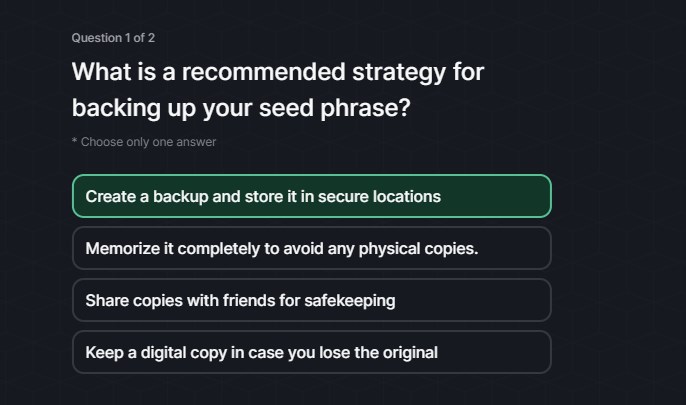 Question 1 of 2
What is a recommended strategy for
backing up your seed phrase?
* Choose only one answer
Create a backup and store it in secure locations
Memorize it completely to avoid any physical copies.
Share copies with friends for safekeeping
Keep a digital copy in case you lose the original